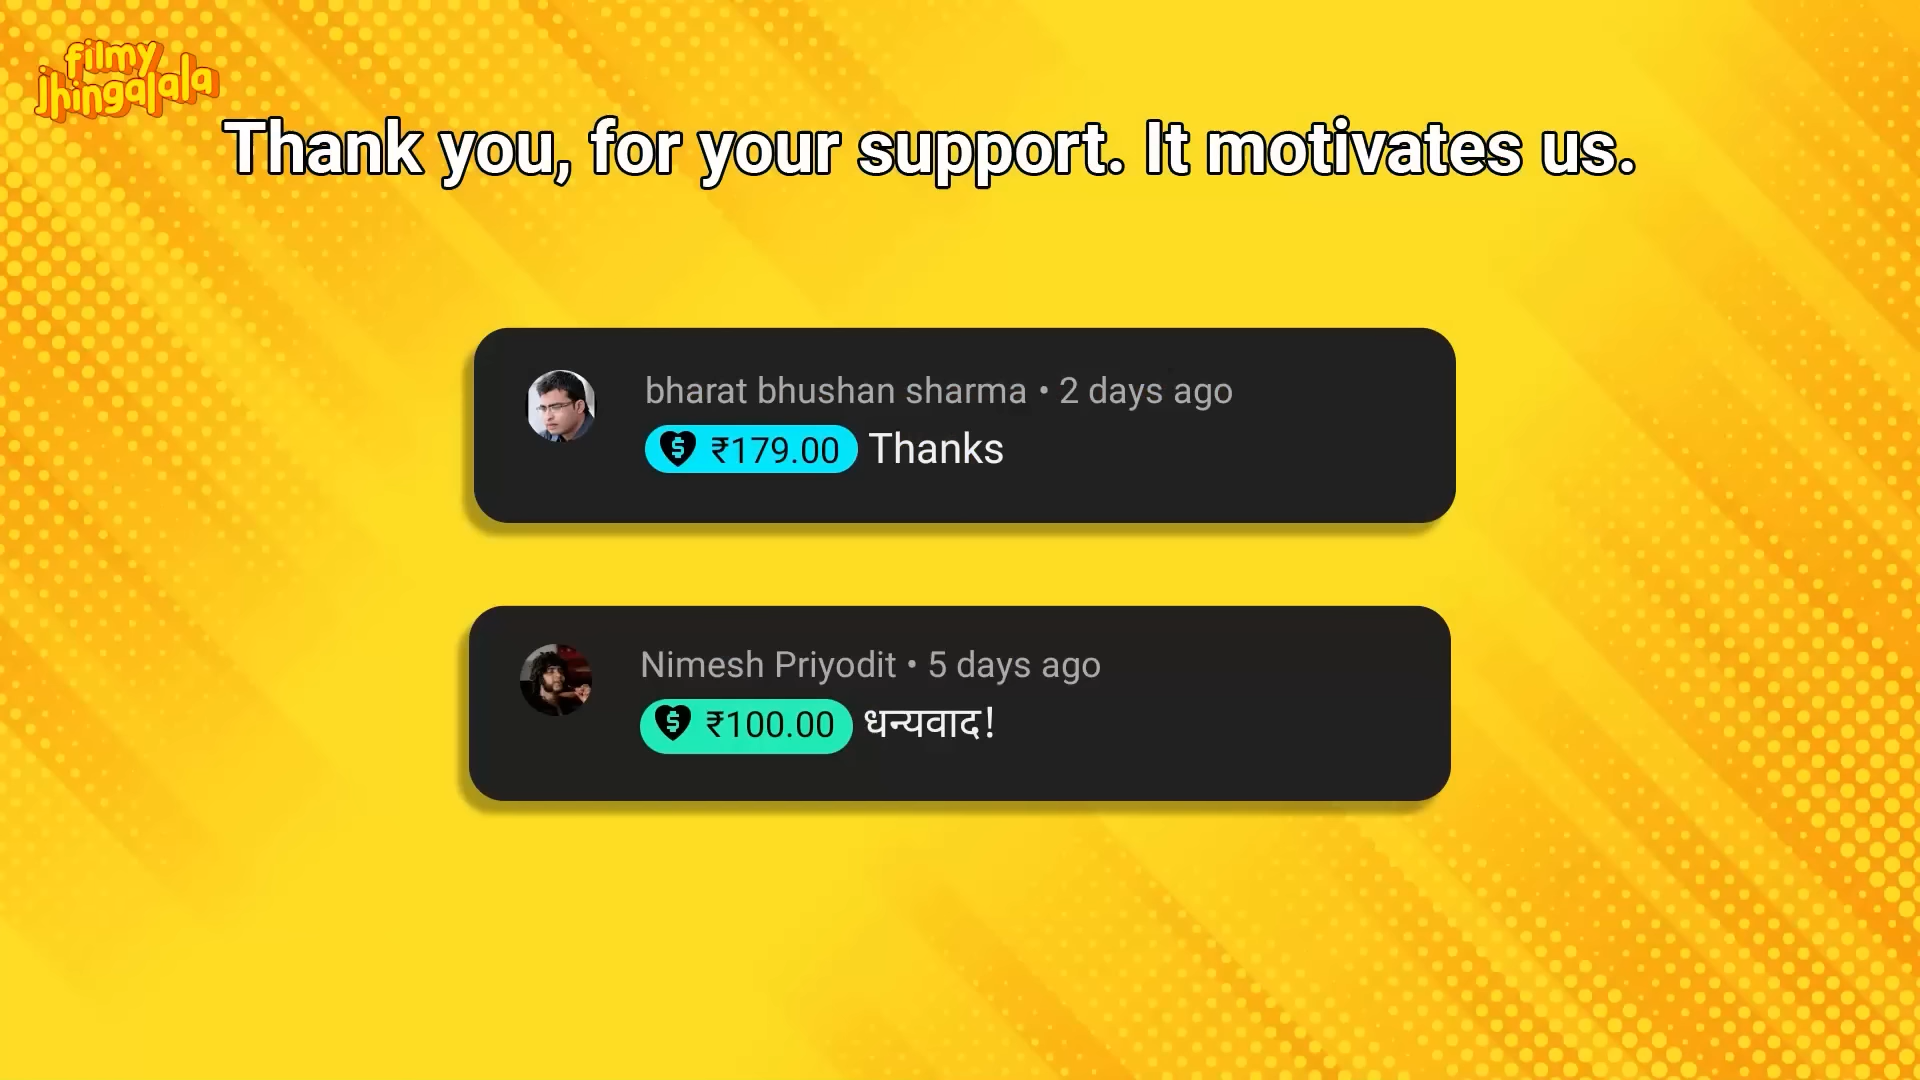 filmy
jhingalala
Thank you, for your support. It motivates us.
bharat bhushan sharma • 2 days ago
₹179.00 Thanks
Nimesh Priyodit • 5 days ago
₹100.00 धन्यवाद!